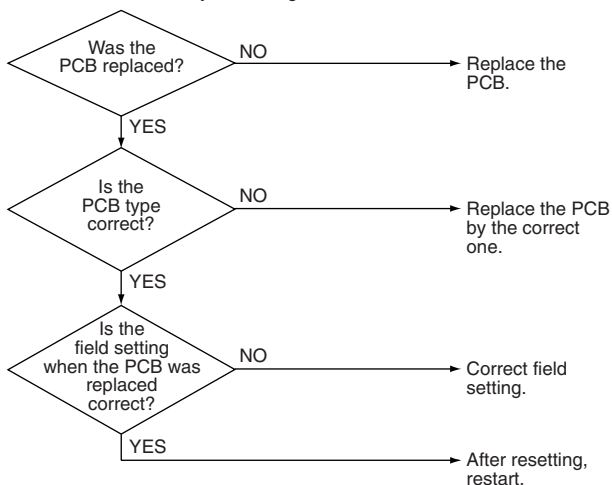 Was the
PCB replaced?
NO
Replace the
PCB.
YES
Is the
PCB type
correct?
NO
Replace the PCB
by the correct
one.
YES
Is the
field setting
when the PCB was
replaced
correct?
NO
Correct field
setting.
YES
After resetting,
restart.